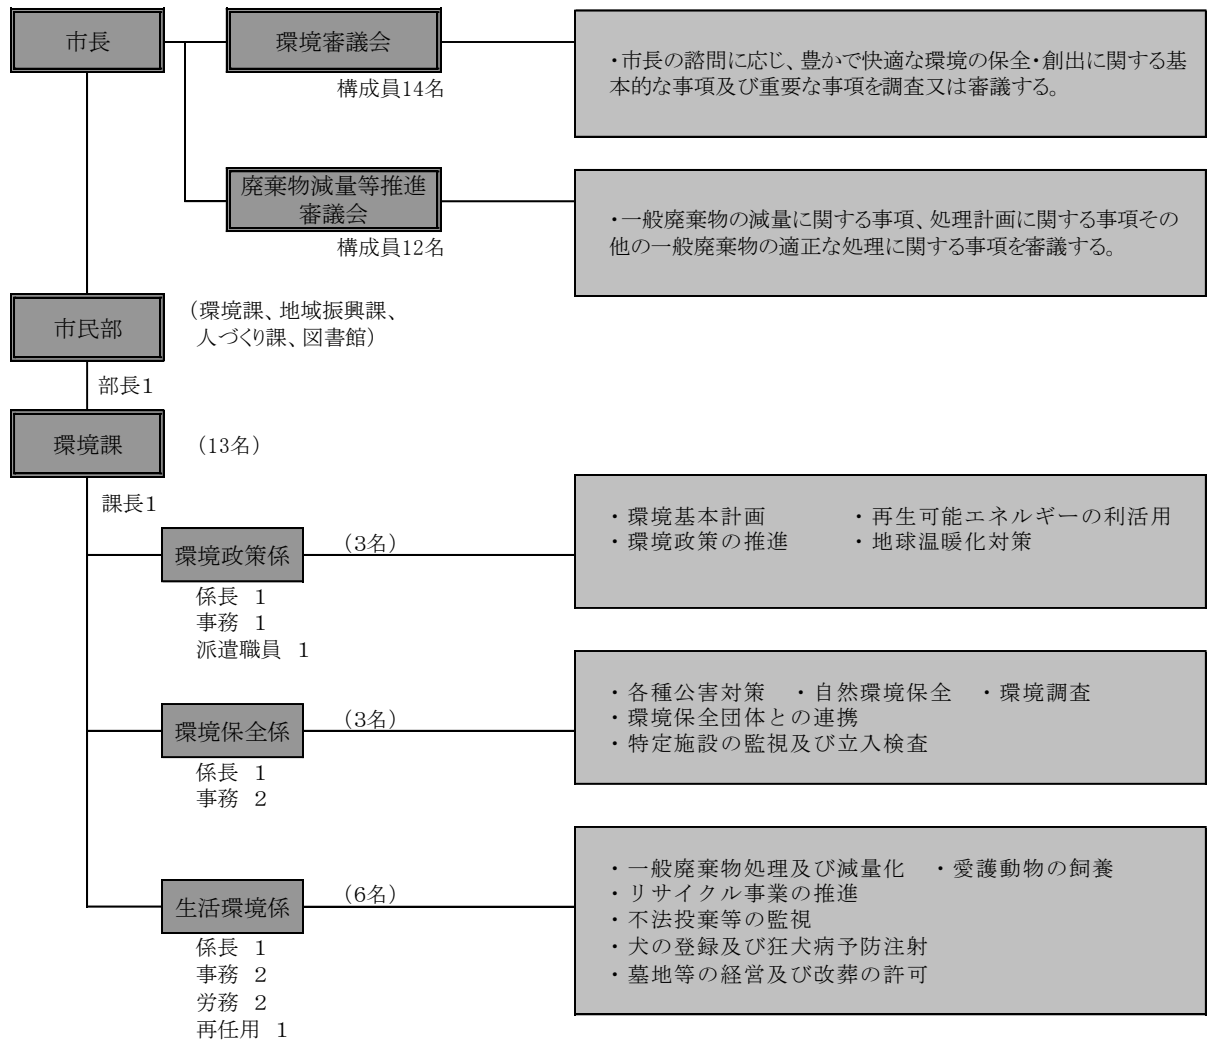 市長
環境審議会
構成員14名
・市長の諮問に応じ、豊かで快適な環境の保全・創出に関する基
本的な事項及び重要な事項を調査又は審議する。
廃棄物減量等推進
審議会
構成員12名
・一般廃棄物の減量に関する事項、処理計画に関する事項その
他の一般廃棄物の適正な処理に関する事項を審議する。
市民部
（環境課、地域振興課、
人づくり課、図書館）
部長1
環境課
（13名）
課長1
環境政策係
（3名）
係長 1
事務 1
派遣職員 1
・環境基本計画 ・再生可能エネルギーの利活用
・環境政策の推進 ・地球温暖化対策
環境保全係
（3名）
係長 1
事務 2
・各種公害対策 ・自然環境保全 ・環境調査
・環境保全団体との連携
・特定施設の監視及び立入検査
生活環境係
（6名）
係長 1
事務 2
労務 2
再任用 1
・一般廃棄物処理及び減量化 ・愛護動物の飼養
・リサイクル事業の推進
・不法投棄等の監視
・犬の登録及び狂犬病予防注射
・墓地等の経営及び改葬の許可